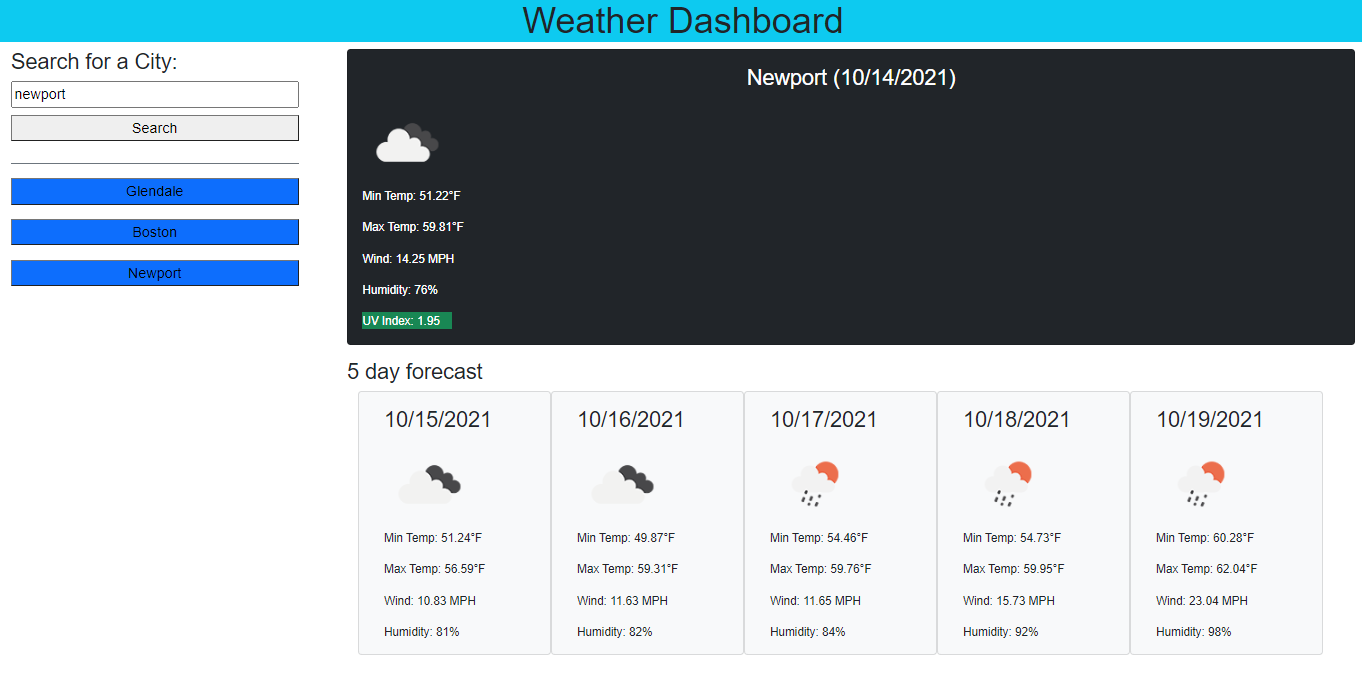 Weather Dashboard
Search for a City:
newport
Search
Glendale
Boston
Newport
Newport (10/14/2021)
Min Temp: 51.22°F
Max Temp: 59.81°F
Wind: 14.25 MPH
Humidity: 76%
UV Index: 1.95
5 day forecast
10/15/2021
Min Temp: 51.24°F
Max Temp: 56.59°F
Wind: 10.83 MPH
Humidity: 81%
10/16/2021
Min Temp: 49.87°F
Max Temp: 59.31°F
Wind: 11.63 MPH
Humidity: 82%
10/17/2021
Min Temp: 54.46°F
Max Temp: 59.76°F
Wind: 11.65 MPH
Humidity: 84%
10/18/2021
Min Temp: 54.73°F
Max Temp: 59.95°F
Wind: 15.73 MPH
Humidity: 92%
10/19/2021
Min Temp: 60.28°F
Max Temp: 62.04°F
Wind: 23.04 MPH
Humidity: 98%